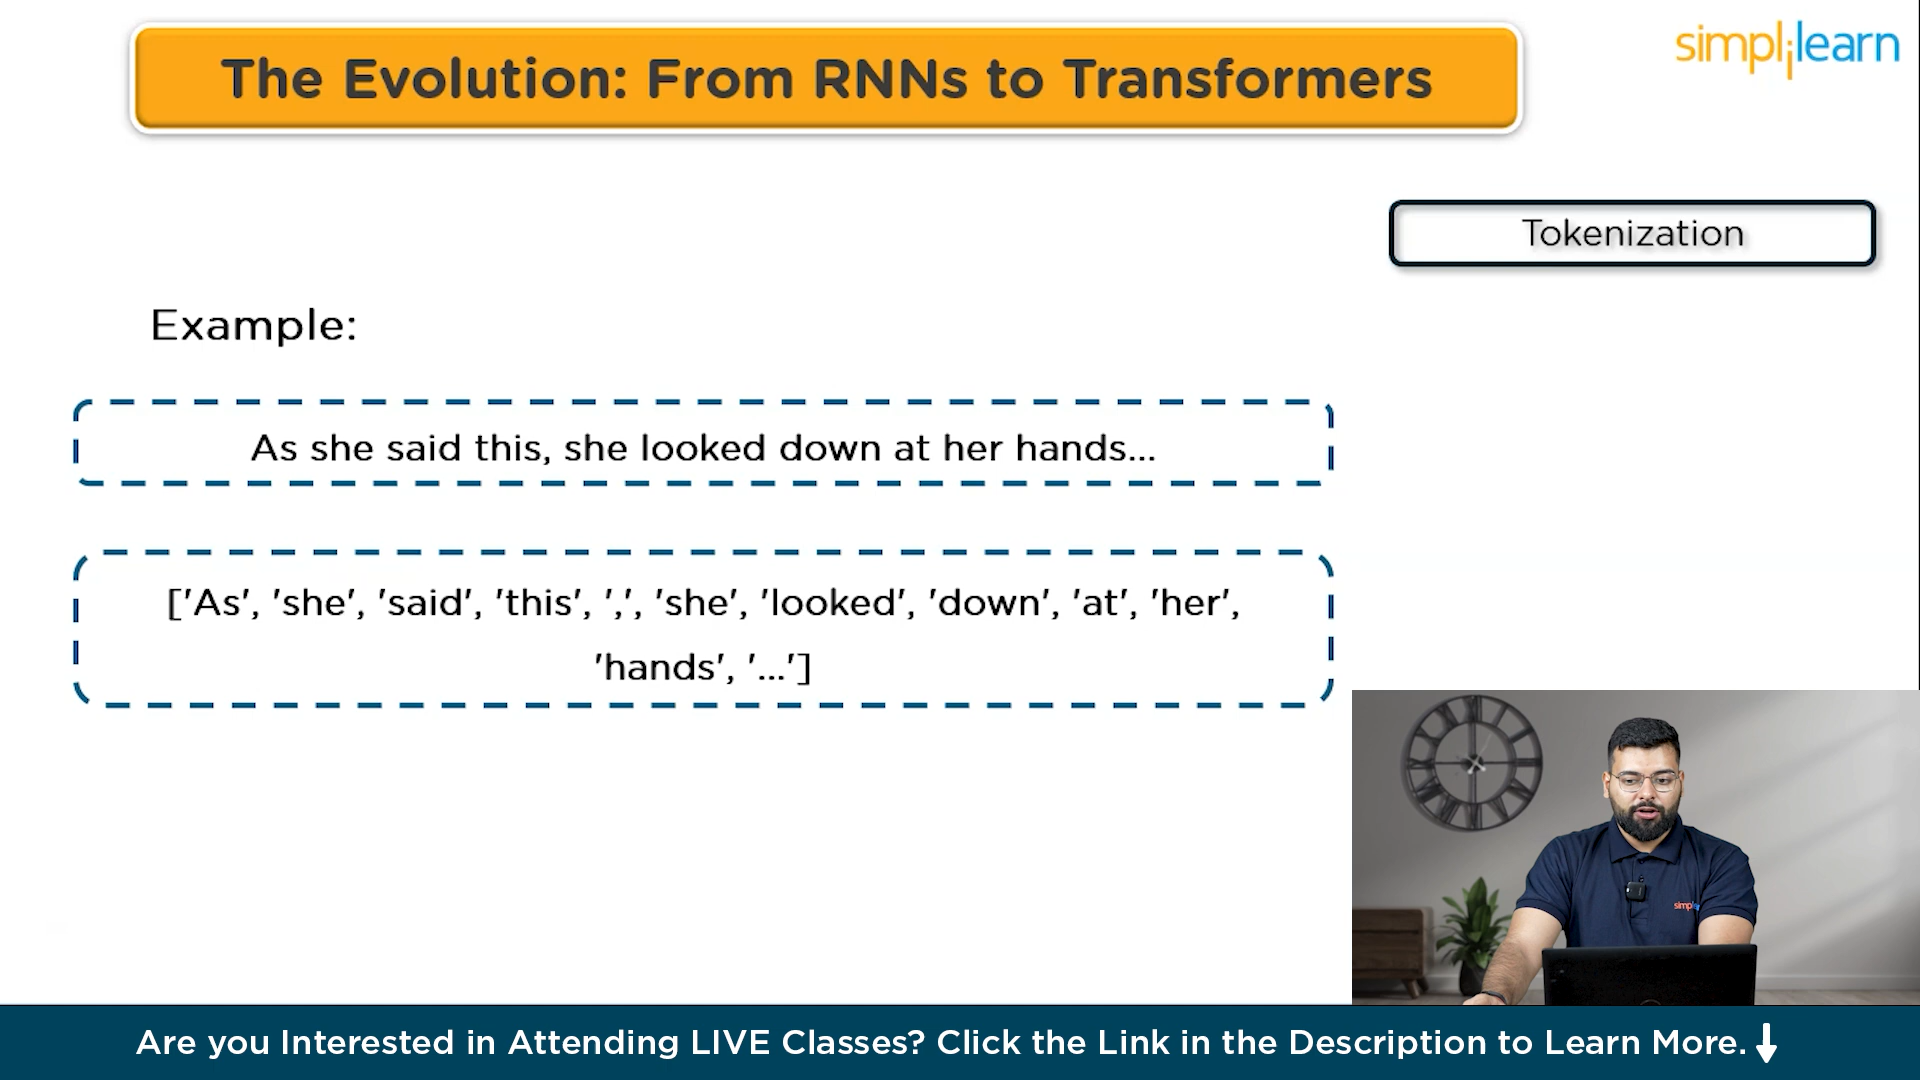 The Evolution: From RNNs to Transformers
simplilearn
Tokenization
Example:
As she said this, she looked down at her hands...
['As', 'she', 'said', 'this', ',', 'she', 'looked', 'down', 'at', 'her',
'hands', '...']
Are you Interested in Attending LIVE Classes? Click the Link in the Description to Learn More.